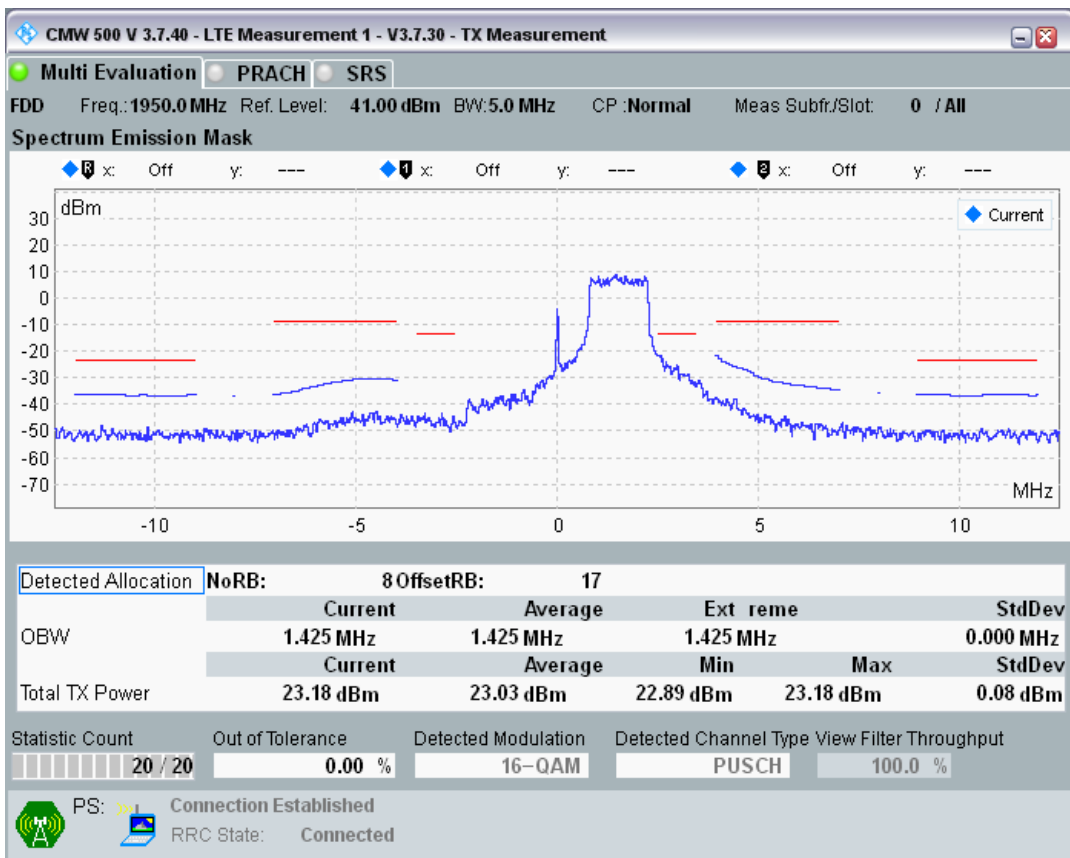 CMW 500 V 3.7.40 - LTE Measurement 1 - V3.7.30 - TX Measurement
Multi Evaluation PRACH SRS
FDD Freq.: 1950.0 MHz Ref. Level: 41.00 dBm BW: 5.0 MHz CP : Normal Meas Subfr./Slot: 0 / All
Spectrum Emission Mask
R x: Off y: --- 1 x: Off y: --- 2 x: Off y: ---
dBm
Current
30
20
10
0
-10
-20
-30
-40
-50
-60
-70
MHz
-10 -5 0 5 10
Detected Allocation NoRB: 8 OffsetRB: 17
Current Average Ext reme StdDev
OBW 1.425 MHz 1.425 MHz 1.425 MHz 0.000 MHz
Current Average Min Max StdDev
Total TX Power 23.18 dBm 23.03 dBm 22.89 dBm 23.18 dBm 0.08 dBm
Statistic Count Out of Tolerance Detected Modulation Detected Channel Type View Filter Throughput
20 / 20 0.00 % 16-QAM PUSCH 100.0 %
PS: Connection Established
RRC State: Connected